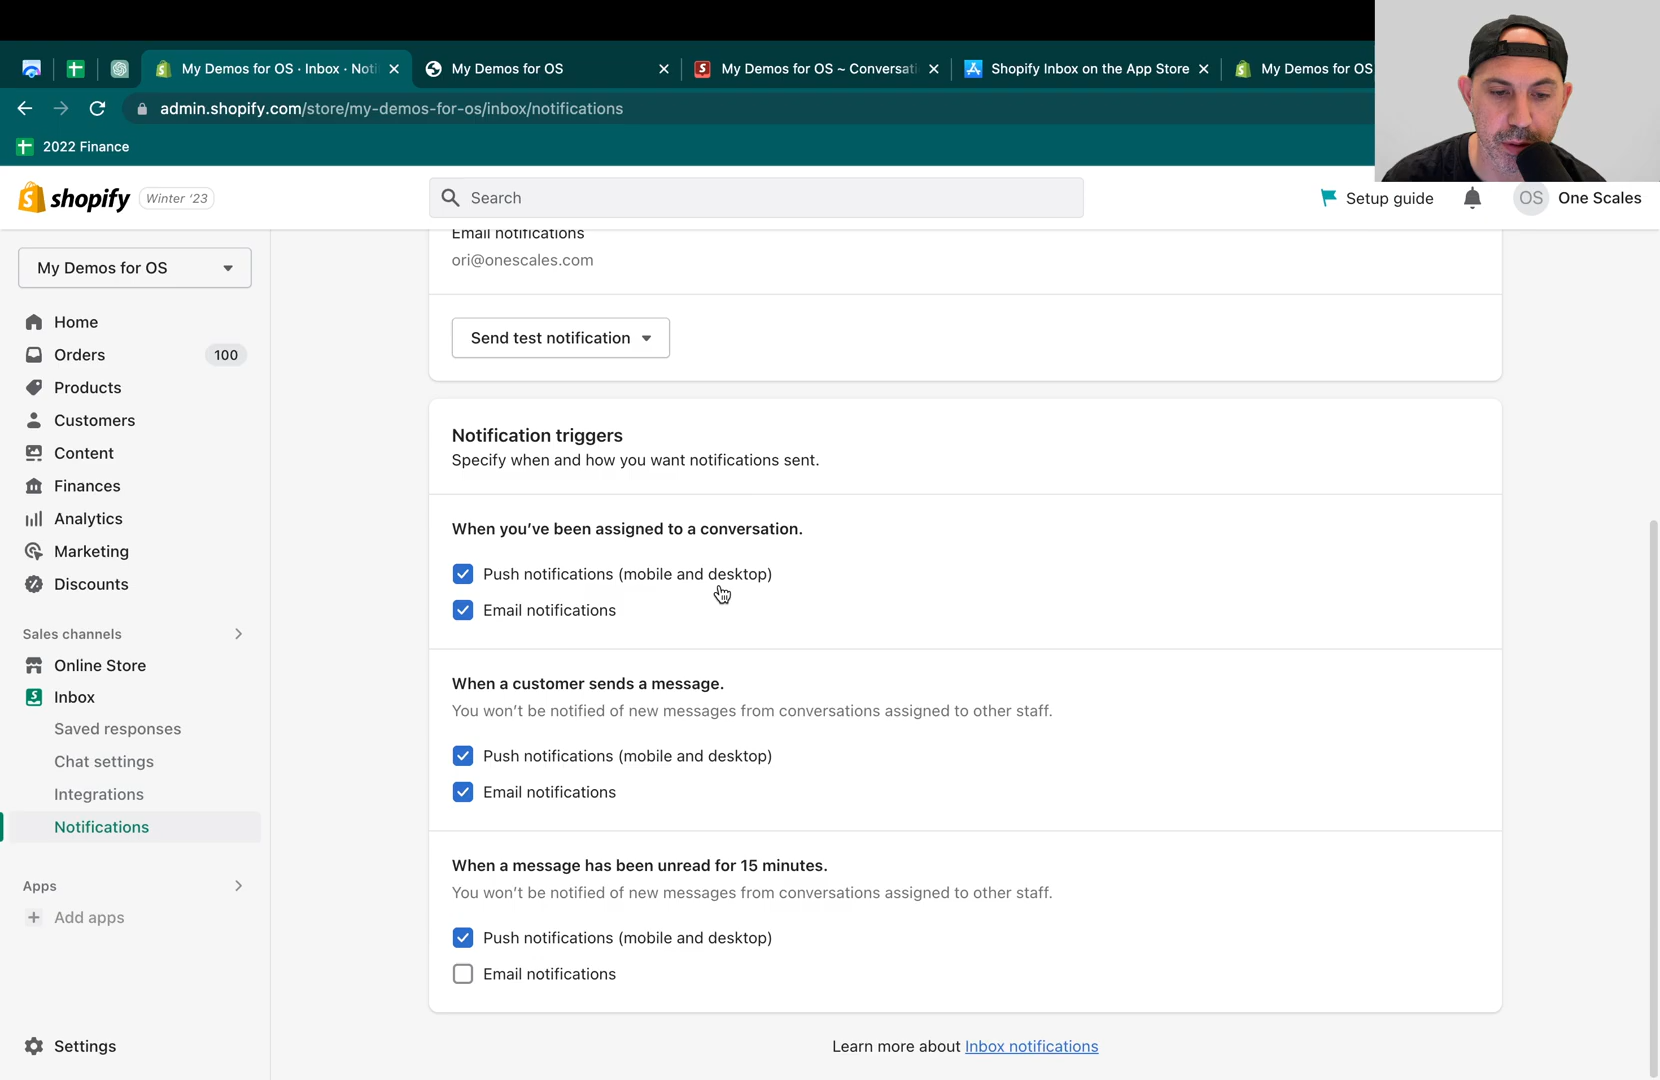 My Demos for OS · Inbox · Noti
My Demos for OS
My Demos for OS ~ Conversati
Shopify Inbox on the App Store
My Demos for OS
admin.shopify.com/store/my-demos-for-os/inbox/notifications
2022 Finance
shopify
Winter '23
Search
Setup guide
OS
One Scales
My Demos for OS
Home
Orders
100
Products
Customers
Content
Finances
Analytics
Marketing
Discounts
Sales channels
Online Store
Inbox
Saved responses
Chat settings
Integrations
Notifications
Apps
Add apps
Settings
Email notifications
ori@onescales.com
Send test notification
Notification triggers
Specify when and how you want notifications sent.
When you've been assigned to a conversation.
Push notifications (mobile and desktop)
Email notifications
When a customer sends a message.
You won't be notified of new messages from conversations assigned to other staff.
Push notifications (mobile and desktop)
Email notifications
When a message has been unread for 15 minutes.
You won't be notified of new messages from conversations assigned to other staff.
Push notifications (mobile and desktop)
Email notifications
Learn more about Inbox notifications